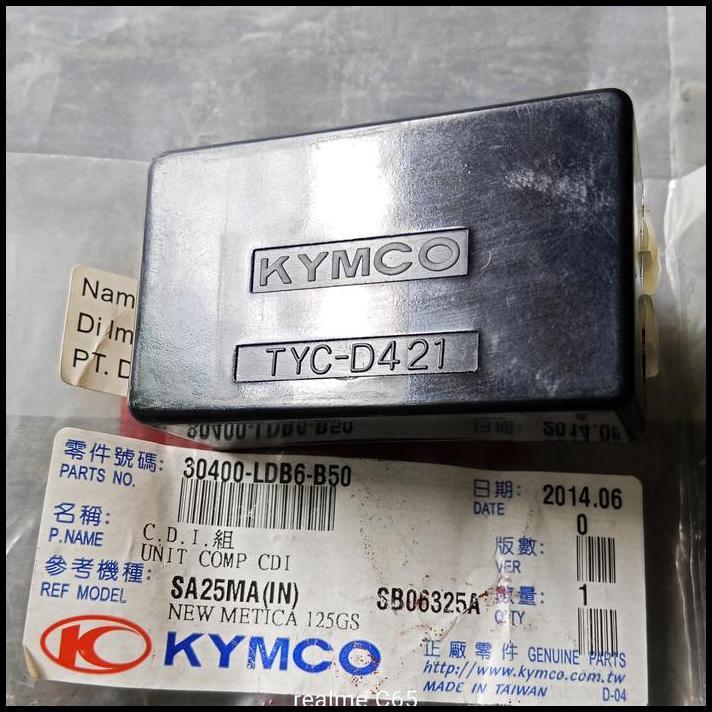 KYMCO
TYC-D421
Nam
Di Im
PT. D
零件號碼:
PARTS NO.
30400-LDB6-B50
日期:
DATE
2014.06
名稱:
P.NAME
C.D.I.組
UNIT COMP CDI
版數:
VER
0
參考機種:
REF MODEL
SA25MA(IN)
NEW METICA 125GS
SB06325A
數量:
Q'TY
1
KYMCO
正廠零件 GENUINE PARTS
http://www.kymco.com.tw
MADE IN TAIWAN
D-04
realme C65